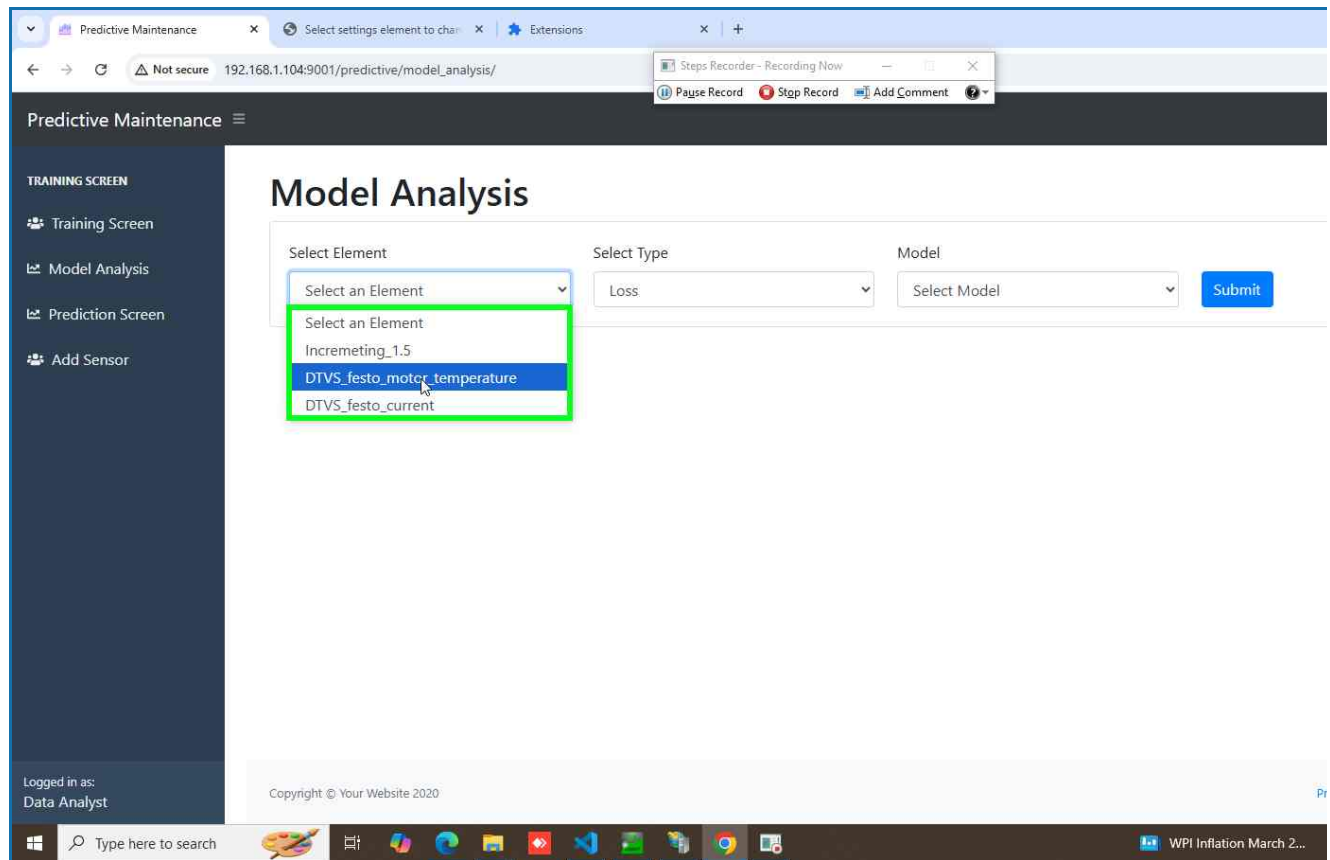 Predictive Maintenance
Select settings element to chan
Extensions
Not secure 192.168.1.104:9001/predictive/model_analysis/
Steps Recorder - Recording Now
Pause Record Stop Record Add Comment
Predictive Maintenance
TRAINING SCREEN
Training Screen
Model Analysis
Prediction Screen
Add Sensor
Model Analysis
Select Element Select Type Model
Select an Element Loss Select Model Submit
Select an Element
Incremeting_1.5
DTVS_festo_motor_temperature
DTVS_festo_current
Logged in as:
Data Analyst
Copyright © Your Website 2020
Pr
Type here to search
WPI Inflation March 2...